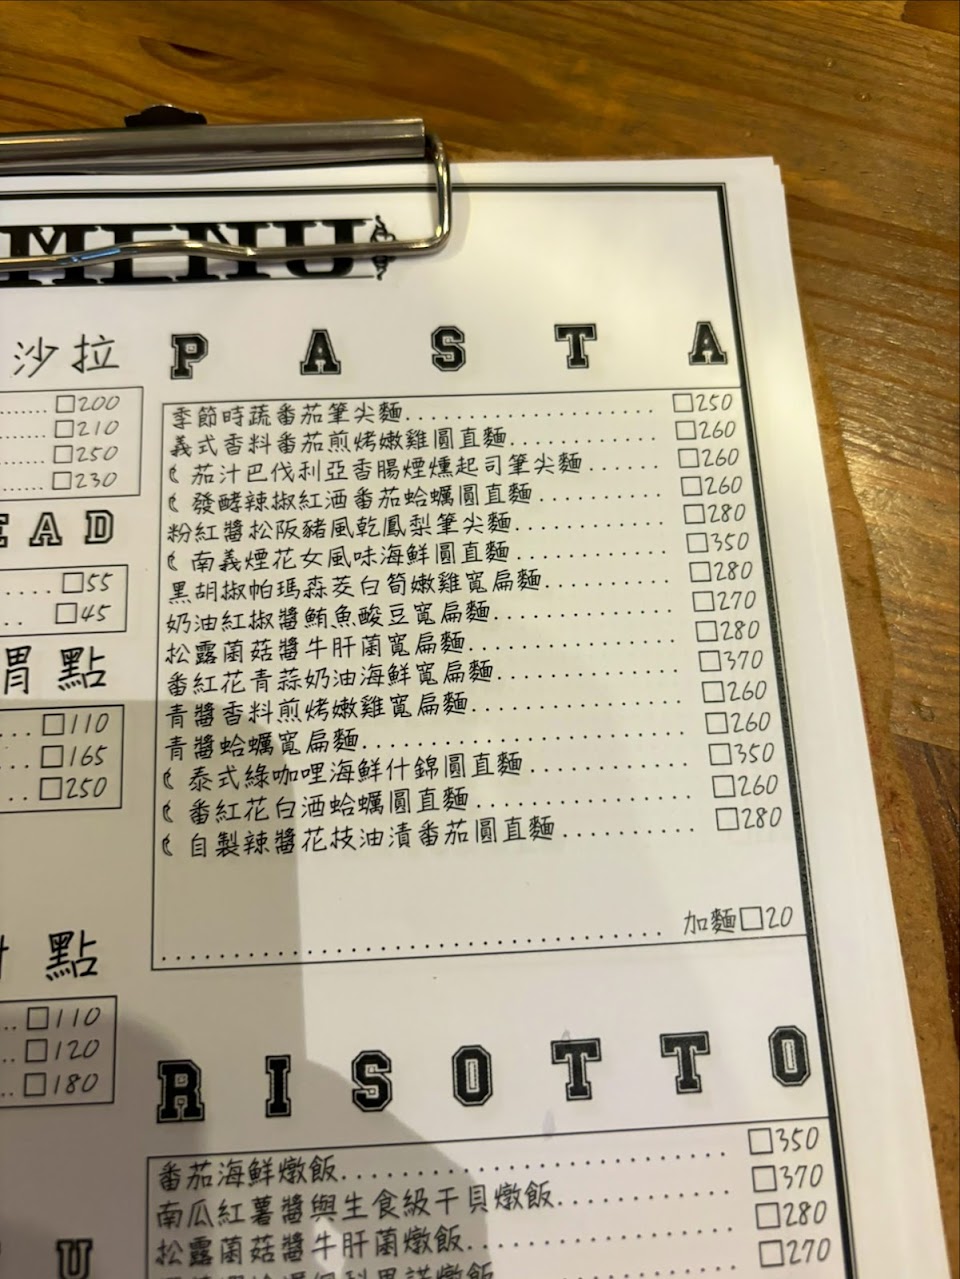 MENU
沙拉
□200
□210
□250
□230
EAD
□55
□45
點
□110
□165
□250
點
□110
□120
□180
U
PASTA
季節時蔬番茄筆尖麵 □250
義式香料番茄煎烤嫩雞圓直麵 □260
茄汁巴伐利亞香腸煙燻起司筆尖麵 □260
發酵辣椒紅酒番茄蛤蠣圓直麵 □260
粉紅醬松阪豬風乾鳳梨筆尖麵 □280
南義煙花女風味海鮮圓直麵 □350
黑胡椒帕瑪森茭白筍嫩雞寬扁麵 □280
奶油紅椒醬鮪魚酸豆寬扁麵 □270
松露菌菇醬牛肝菌寬扁麵 □280
番紅花青蒜奶油海鮮寬扁麵 □370
青醬香料煎烤嫩雞寬扁麵 □260
青醬蛤蠣寬扁麵 □260
泰式綠咖哩海鮮什錦圓直麵 □350
番紅花白酒蛤蠣圓直麵 □260
自製辣醬花枝油漬番茄圓直麵 □280
加麵□20
RISOTTO
番茄海鮮燉飯 □350
南瓜紅薯醬與生食級干貝燉飯 □370
松露菌菇醬牛肝菌燉飯 □280
燉飯 □270